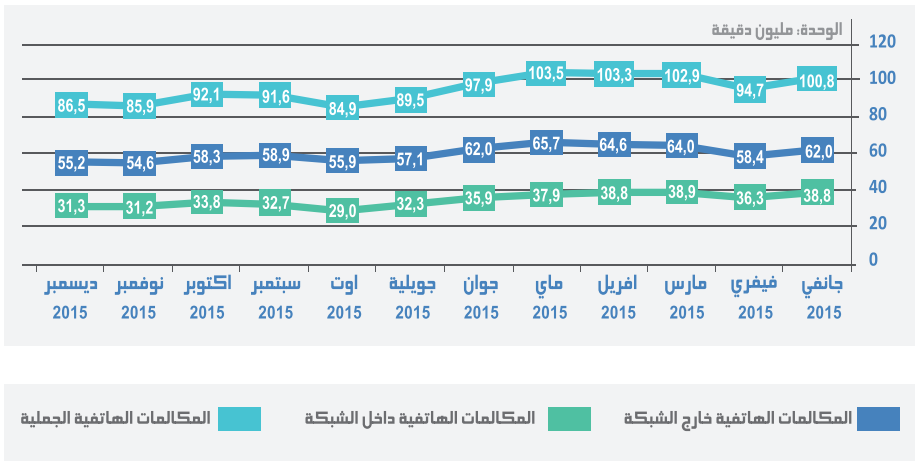 الوحدة: مليون دقيقة
120
100
80
60
40
20
0
100,8 94,7 102,9 103,3 103,5 97,9 89,5 84,9 91,6 92,1 85,9 86,5
62,0 58,4 64,0 64,6 65,7 62,0 57,1 55,9 58,9 58,3 54,6 55,2
38,8 36,3 38,9 38,8 37,9 35,9 32,3 29,0 32,7 33,8 31,2 31,3
جانفي فيفري مارس افريل ماي جوان جويلية اوت سبتمبر اكتوبر نوفمبر ديسمبر
2015 2015 2015 2015 2015 2015 2015 2015 2015 2015 2015 2015
المكالمات الهاتفية خارج الشبكة المكالمات الهاتفية داخل الشبكة المكالمات الهاتفية الجملية